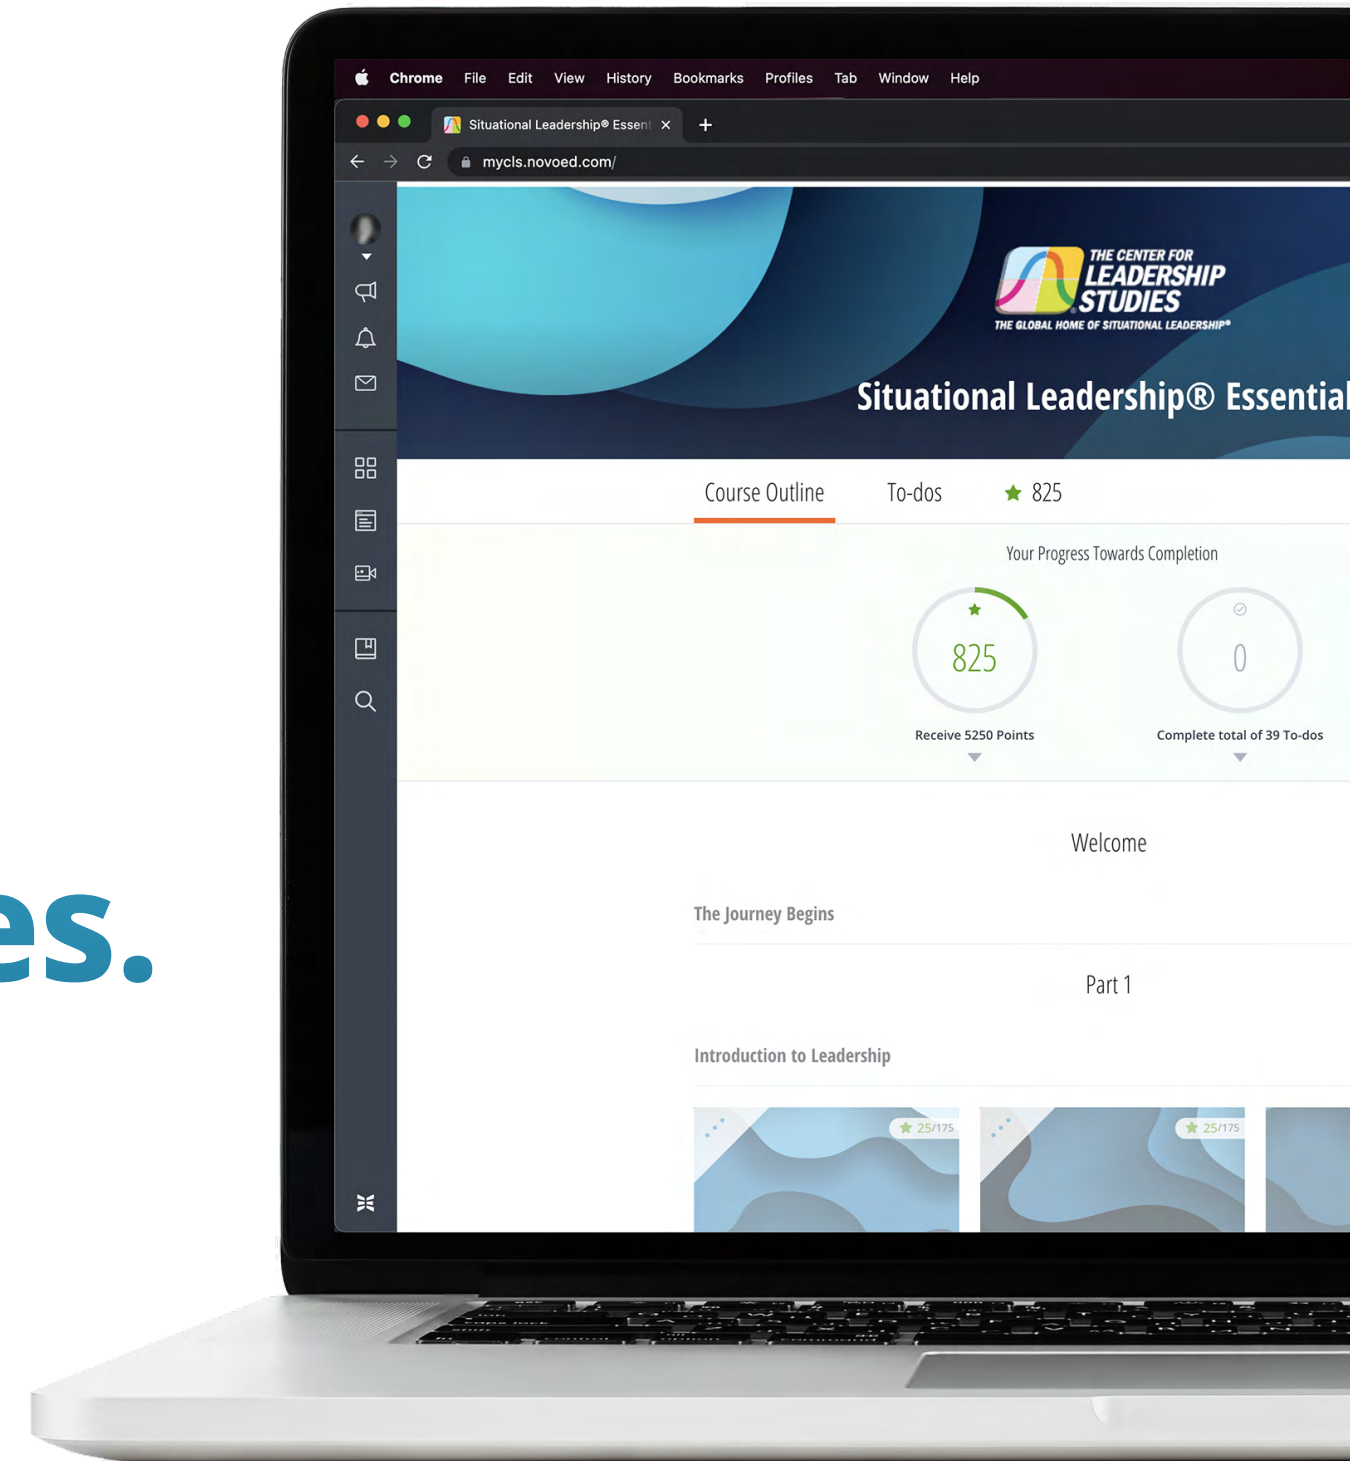 Chrome File Edit View History Bookmarks Profiles Tab Window Help
Situational Leadership® Essent
mycls.novoed.com/
THE CENTER FOR
LEADERSHIP
STUDIES
THE GLOBAL HOME OF SITUATIONAL LEADERSHIP®
Situational Leadership® Essential
Course Outline To-dos 825
Your Progress Towards Completion
825 0
Receive 5250 Points Complete total of 39 To-dos
Welcome
es.
The Journey Begins
Part 1
Introduction to Leadership
25/175 25/175
caps lock
control